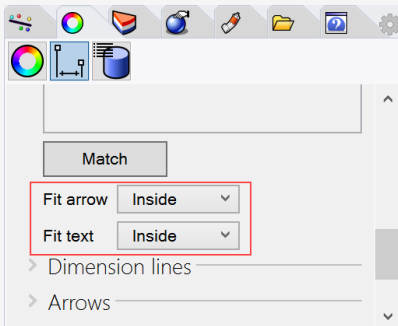 Match
Fit arrow Inside
Fit text Inside
Dimension lines
Arrows